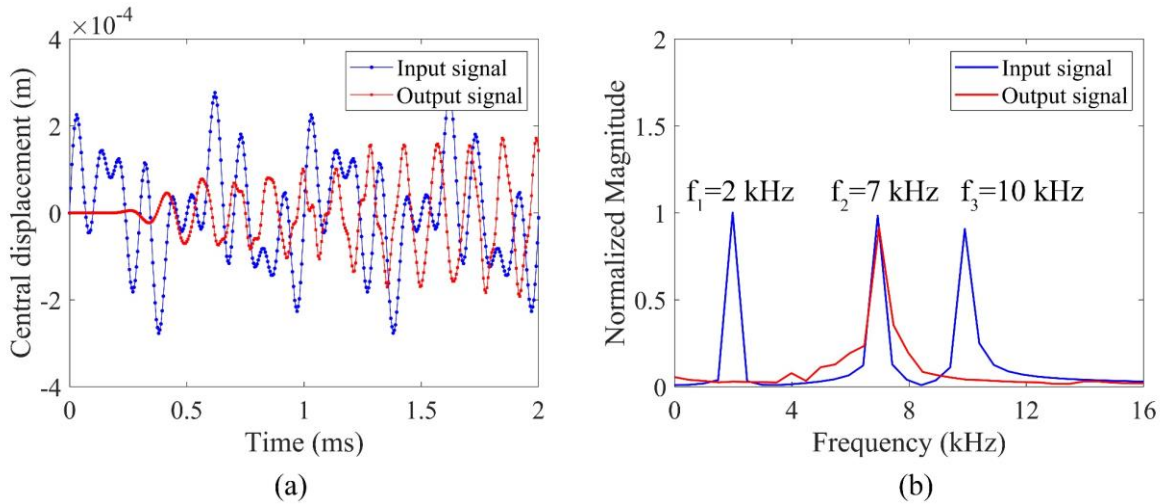 ×10⁻⁴
4
2
0
-2
-4
Central displacement (m)
Input signal
Output signal
0
0.5
1
1.5
2
Time (ms)
(a)
2
1.5
1
0.5
0
Normalized Magnitude
Input signal
Output signal
f₁=2 kHz
f₂=7 kHz
f₃=10 kHz
0
4
8
12
16
Frequency (kHz)
(b)